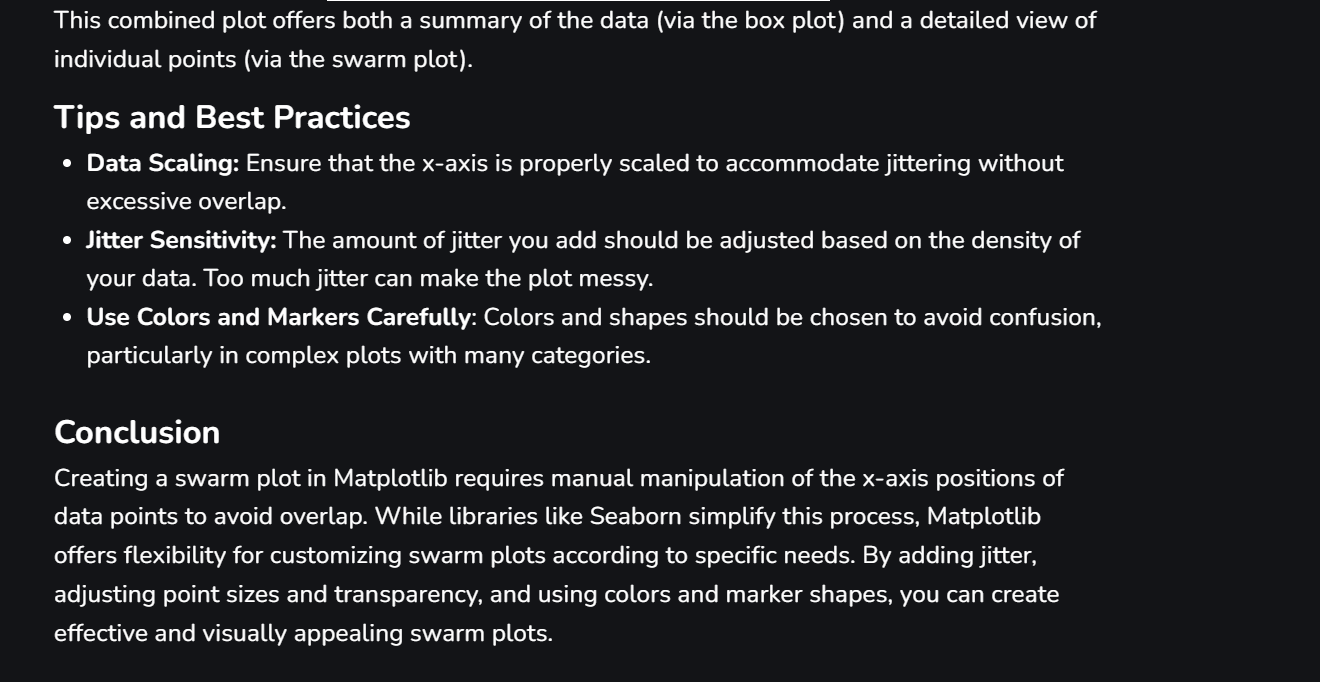 This combined plot offers both a summary of the data (via the box plot) and a detailed view of
individual points (via the swarm plot).
Tips and Best Practices
• Data Scaling: Ensure that the x-axis is properly scaled to accommodate jittering without
excessive overlap.
• Jitter Sensitivity: The amount of jitter you add should be adjusted based on the density of
your data. Too much jitter can make the plot messy.
• Use Colors and Markers Carefully: Colors and shapes should be chosen to avoid confusion,
particularly in complex plots with many categories.
Conclusion
Creating a swarm plot in Matplotlib requires manual manipulation of the x-axis positions of
data points to avoid overlap. While libraries like Seaborn simplify this process, Matplotlib
offers flexibility for customizing swarm plots according to specific needs. By adding jitter,
adjusting point sizes and transparency, and using colors and marker shapes, you can create
effective and visually appealing swarm plots.